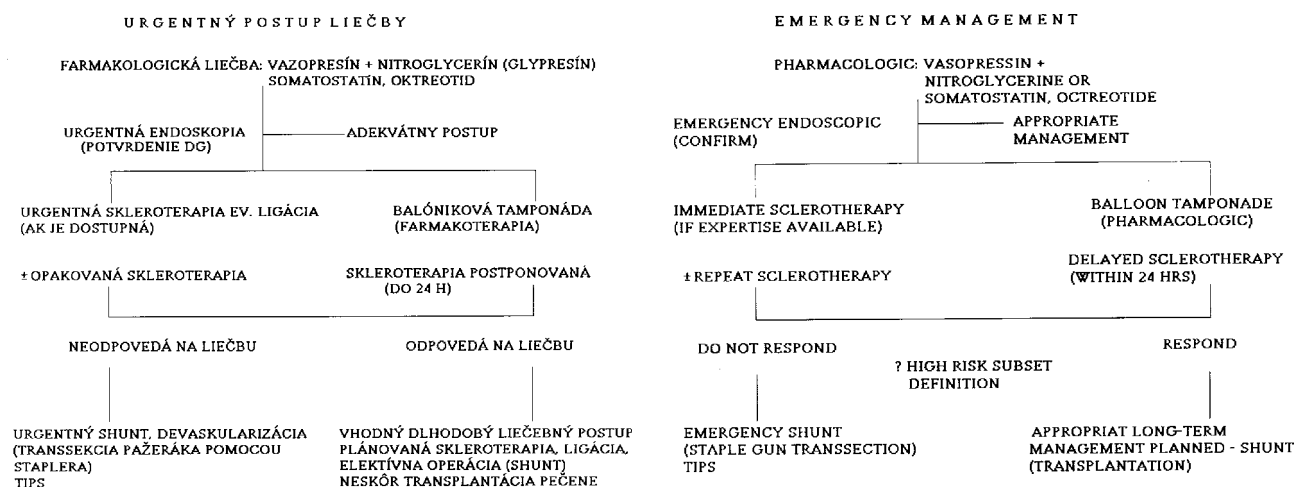 URGENTNÝ POSTUP LIEČBY
FARMAKOLOGICKÁ LIEČBA: VAZOPRESÍN + NITROGLYCERÍN (GLYPRESÍN)
SOMATOSTATÍN, OKTREOTID
URGENTNÁ ENDOSKOPIA
(POTVRDENIE DG)
ADEKVÁTNY POSTUP
URGENTNÁ SKLEROTERAPIA EV. LIGÁCIA
(AK JE DOSTUPNÁ)
BALÓNIKOVÁ TAMPONÁDA
(FARMAKOTERAPIA)
± OPAKOVANÁ SKLEROTERAPIA
SKLEROTERAPIA POSTPONOVANÁ
(DO 24 H)
NEODPOVEDÁ NA LIEČBU
ODPOVEDÁ NA LIEČBU
URGENTNÝ SHUNT, DEVASKULARIZÁCIA
(TRANSSEKCIA PAŽERÁKA POMOCOU
STAPLERA)
TIPS
VHODNÝ DLHODOBÝ LIEČEBNÝ POSTUP
PLÁNOVANÁ SKLEROTERAPIA, LIGÁCIA,
ELEKTÍVNA OPERÁCIA (SHUNT)
NESKÔR TRANSPLANTÁCIA PEČENE
EMERGENCY MANAGEMENT
PHARMACOLOGIC: VASOPRESSIN +
NITROGLYCERINE OR
SOMATOSTATIN, OCTREOTIDE
EMERGENCY ENDOSCOPIC
(CONFIRM)
APPROPRIATE
MANAGEMENT
IMMEDIATE SCLEROTHERAPY
(IF EXPERTISE AVAILABLE)
BALLOON TAMPONADE
(PHARMACOLOGIC)
± REPEAT SCLEROTHERAPY
DELAYED SCLEROTHERAPY
(WITHIN 24 HRS)
DO NOT RESPOND
RESPOND
? HIGH RISK SUBSET
DEFINITION
EMERGENCY SHUNT
(STAPLE GUN TRANSSECTION)
TIPS
APPROPRIAT LONG-TERM
MANAGEMENT PLANNED - SHUNT
(TRANSPLANTATION)